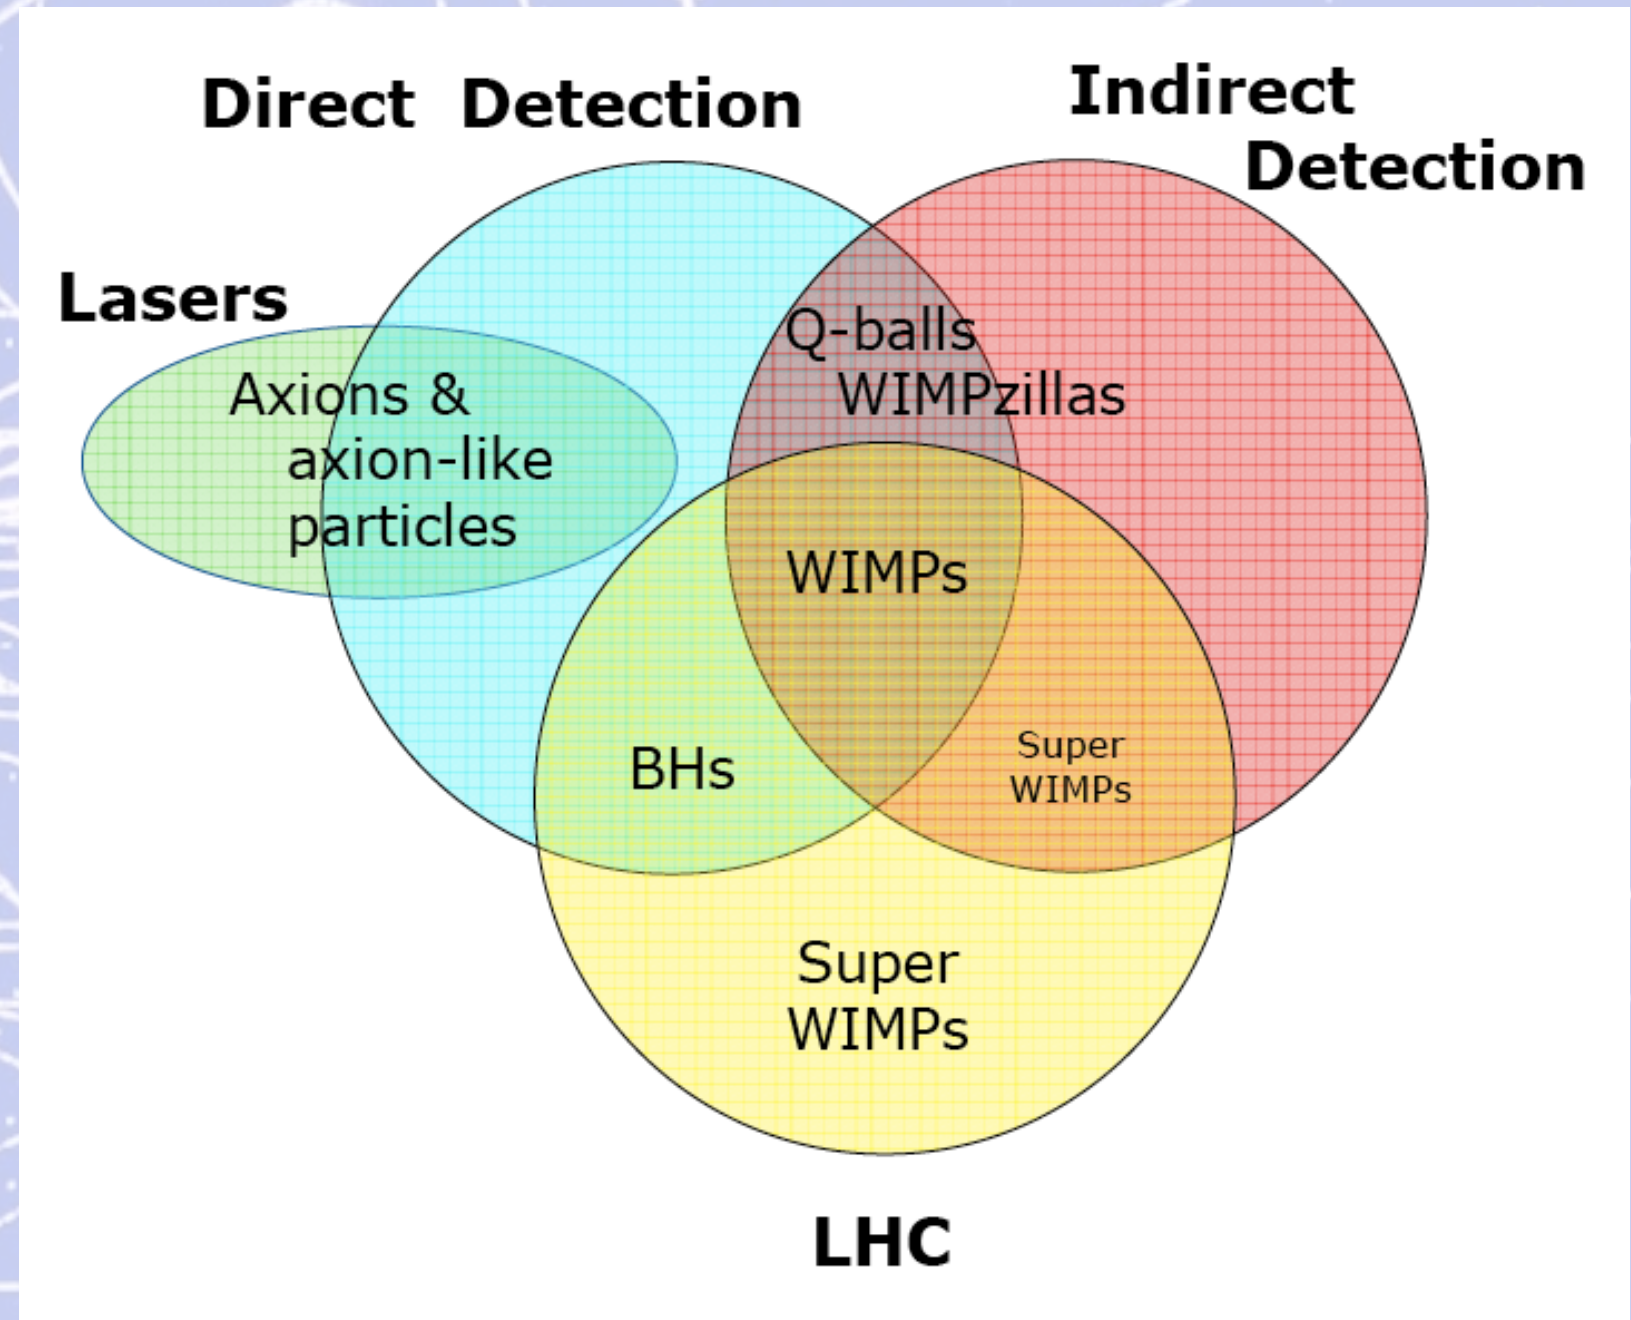 Direct Detection
Indirect
Detection
Lasers
Axions &
axion-like
particles
Q-balls
WIMPzillas
WIMPs
BHs
Super
WIMPs
Super
WIMPs
LHC